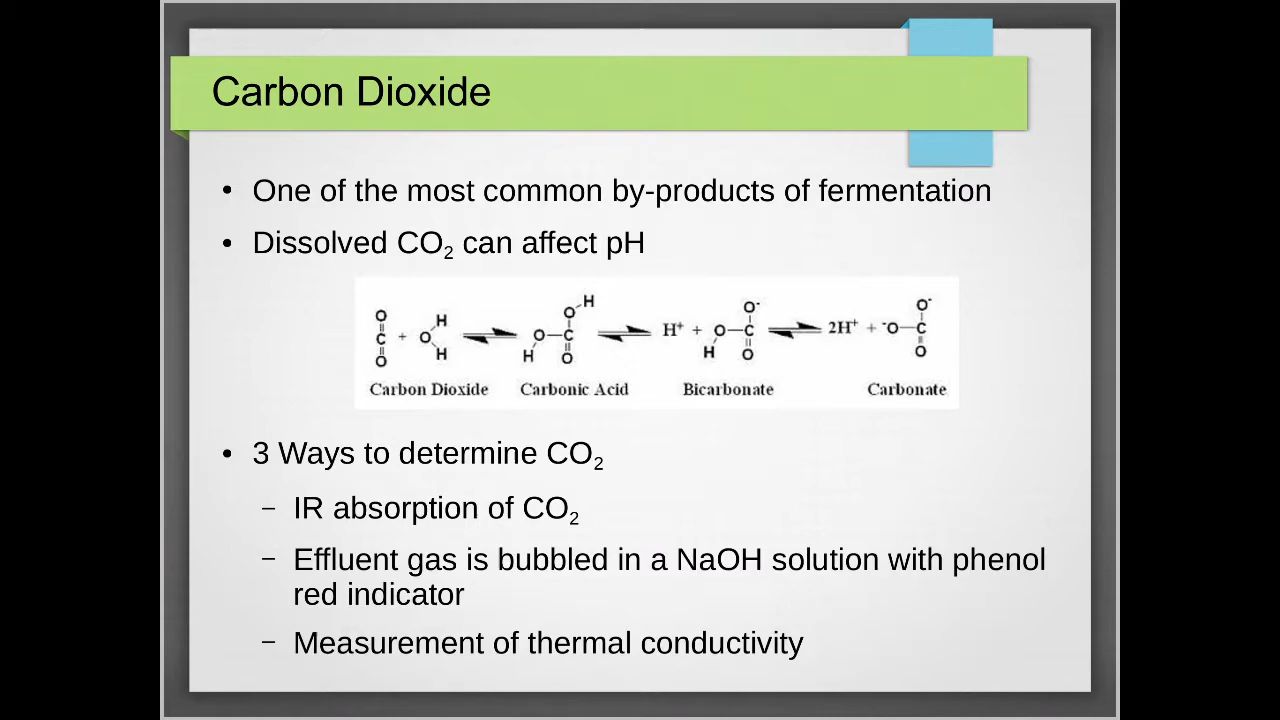 Carbon Dioxide
• One of the most common by-products of fermentation
• Dissolved CO₂ can affect pH
O
C
O
+
H
O
H
H
O
O C
H O
H⁺ +
O⁻
O C
H O
2H⁺ +
O⁻
⁻O C
O
Carbon Dioxide Carbonic Acid Bicarbonate Carbonate
• 3 Ways to determine CO₂
– IR absorption of CO₂
– Effluent gas is bubbled in a NaOH solution with phenol
red indicator
– Measurement of thermal conductivity